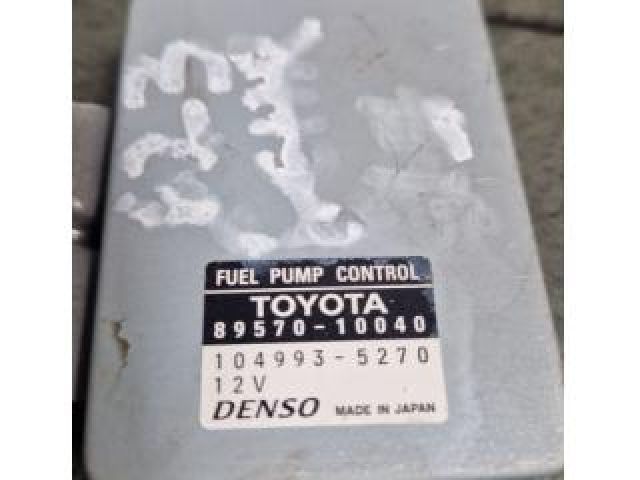 FUEL PUMP CONTROL
TOYOTA
89570-10040
104993-5270
12V
DENSO MADE IN JAPAN